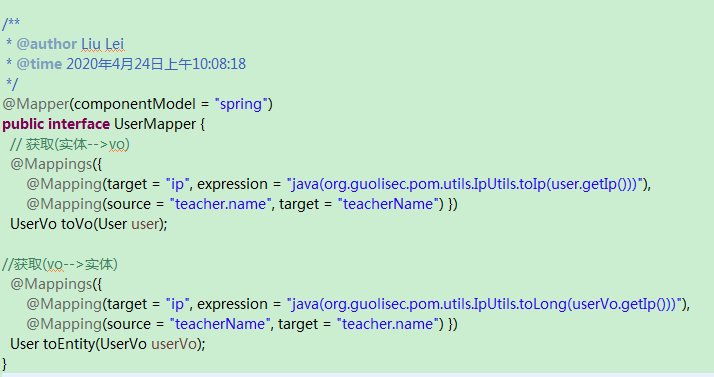 /**
 * @author Liu Lei
 * @time 2020年4月24日上午10:08:18
 */
@Mapper(componentModel = "spring")
public interface UserMapper {
  // 获取(实体-->vo)
  @Mappings({
      @Mapping(target = "ip", expression = "java(org.guolisec.pom.utils.IpUtils.toIp(user.getIp()))"),
      @Mapping(source = "teacher.name", target = "teacherName") })
  UserVo toVo(User user);

//获取(vo-->实体)
  @Mappings({
      @Mapping(target = "ip", expression = "java(org.guolisec.pom.utils.IpUtils.toLong(userVo.getIp()))"),
      @Mapping(source = "teacherName", target = "teacher.name") })
  User toEntity(UserVo userVo);
}